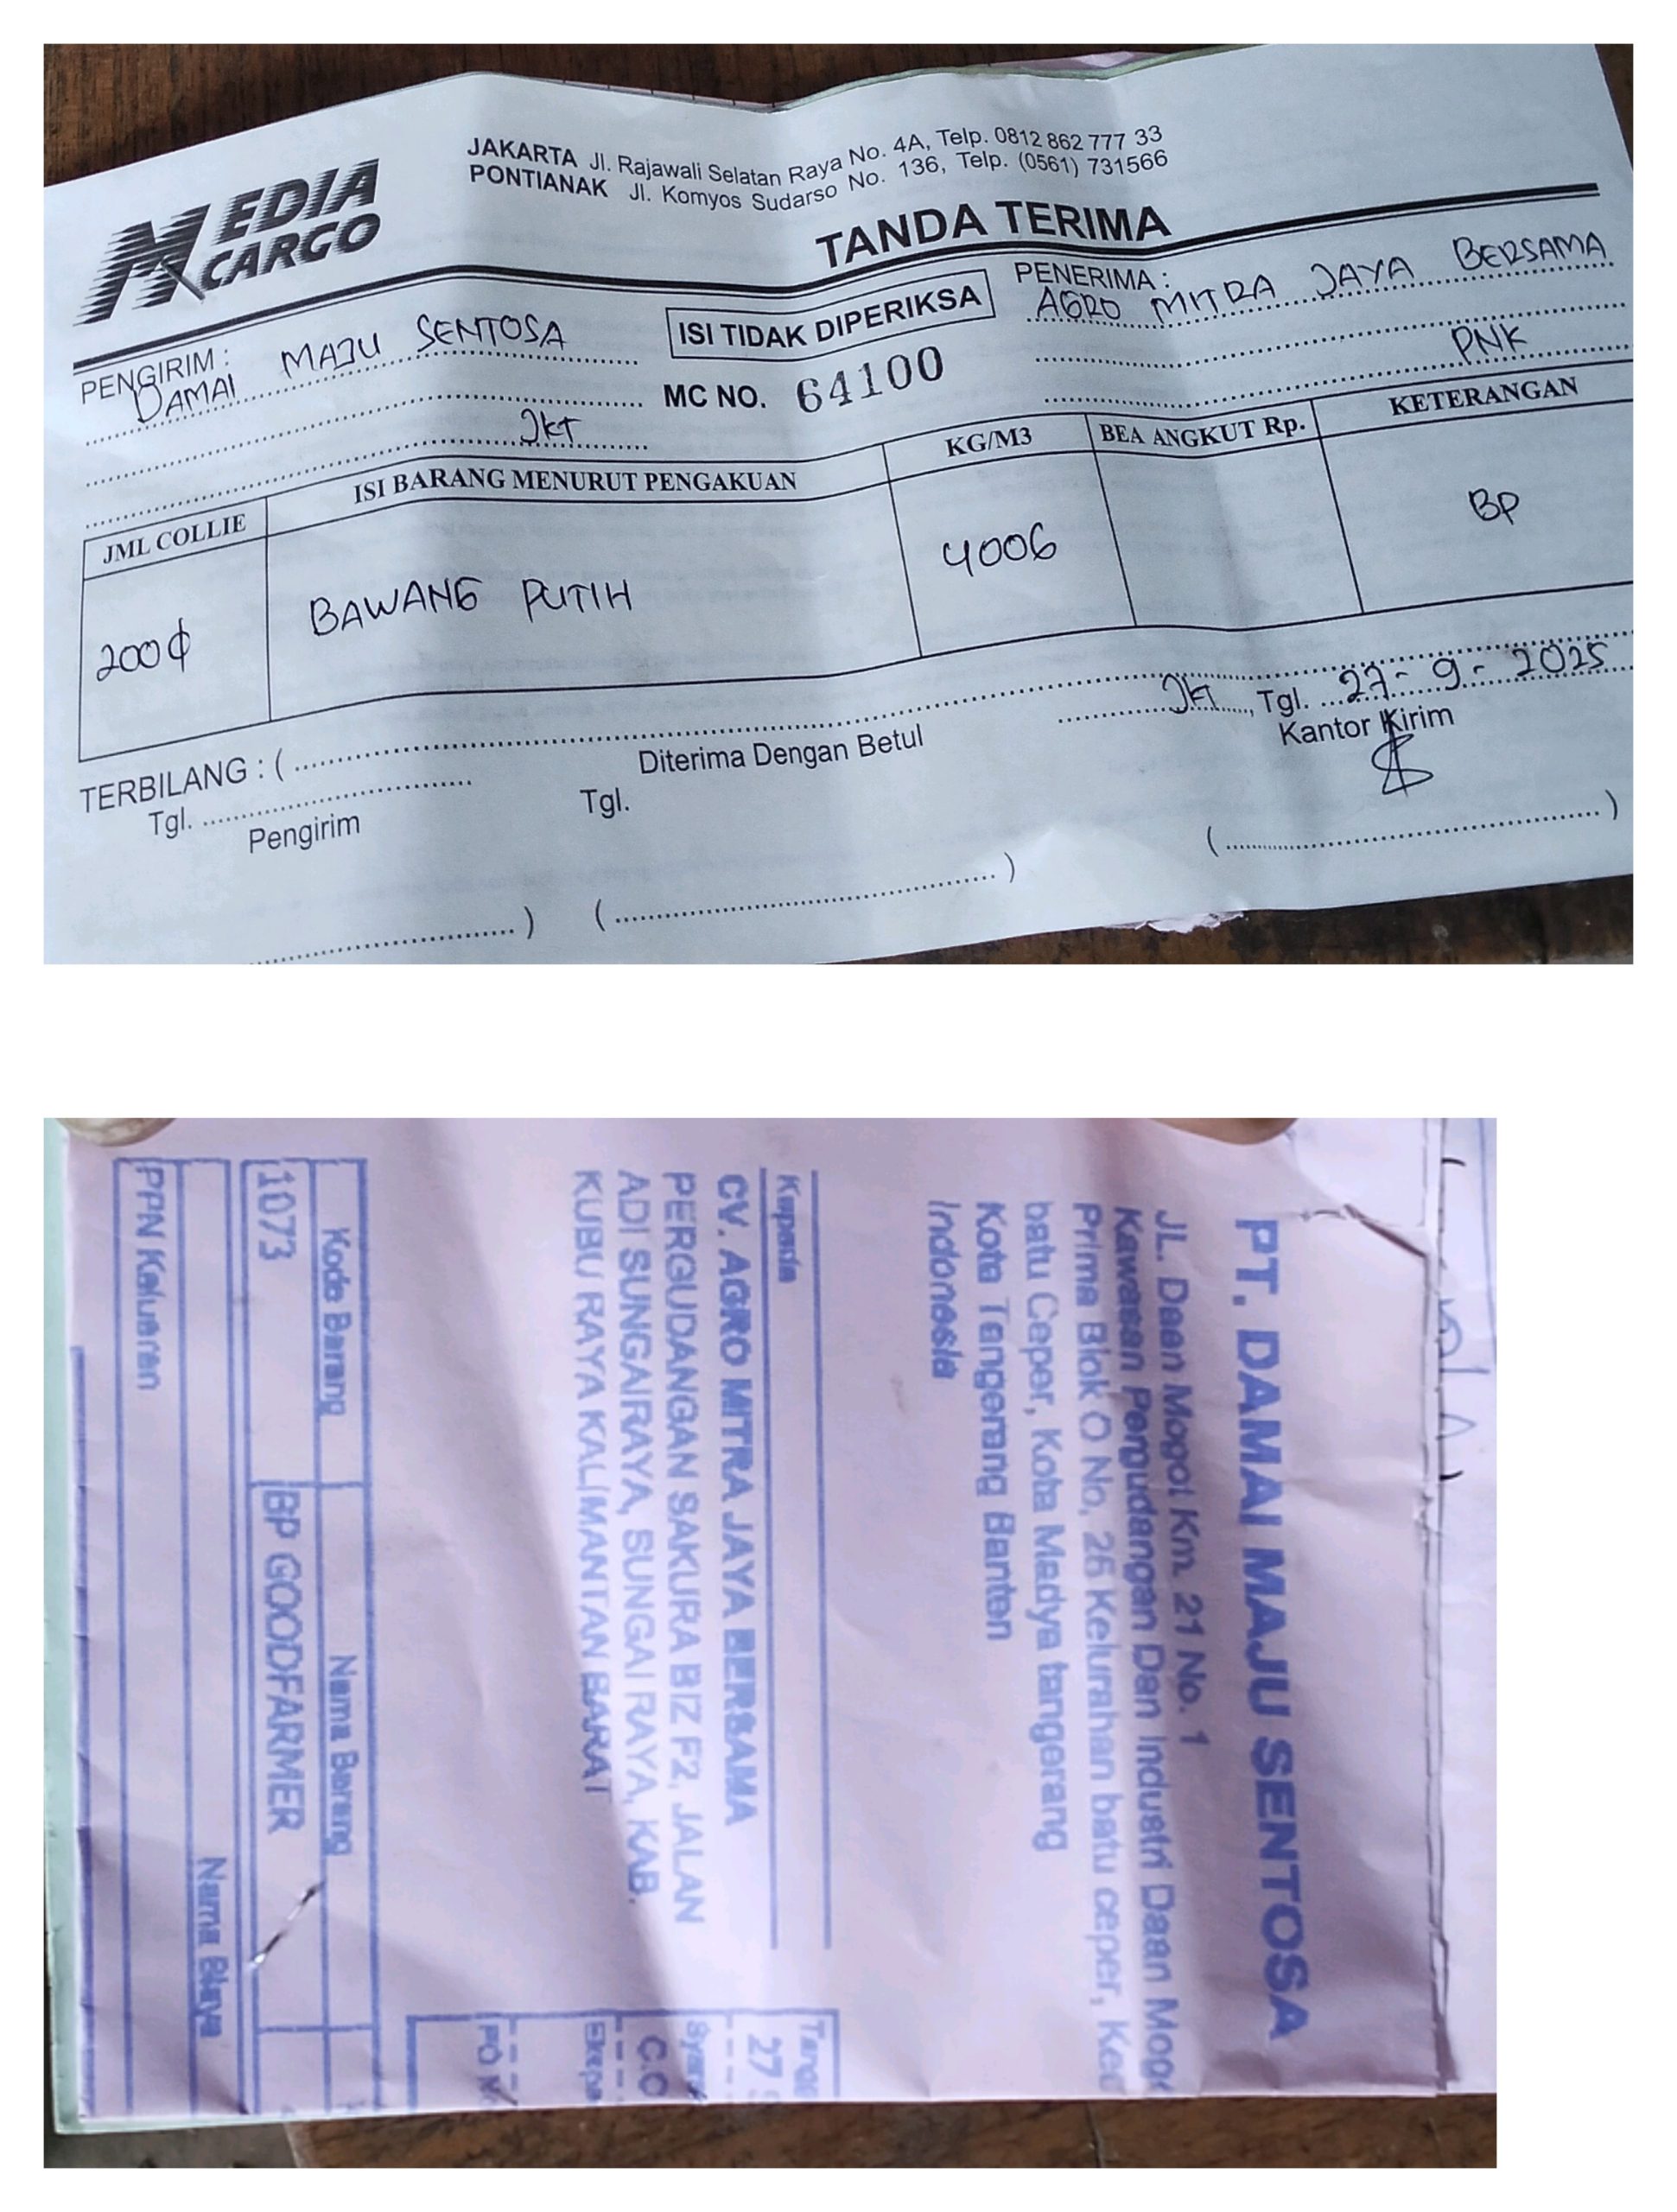 MEDIA
CARGO
JAKARTA Jl. Rajawali Selatan Raya No. 4A, Telp. 0812 862 777 33
PONTIANAK Jl. Komyos Sudarso No. 136, Telp. (0561) 731566
TANDA TERIMA
PENGIRIM :
DAMAI MAJU SENTOSA
Jkt
ISI TIDAK DIPERIKSA
MC NO. 64100
PENERIMA :
AGRO MITRA JAYA BERSAMA
PNK
JML COLLIE ISI BARANG MENURUT PENGAKUAN KG/M3 BEA ANGKUT Rp. KETERANGAN
200 BAWANG PUTIH 4006 BP
TERBILANG : (
Jkt, Tgl. 27-9-2025
Tgl.
Pengirim
Diterima Dengan Betul
Tgl.
Kantor Kirim
PT. DAMAI MAJU SENTOSA
JL. Daan Mogot Km. 21 No. 1
Kawasan Pergudangan Dan Industri Daan Mogo
Prima Blok O No, 26 Kelurahan batu ceper, Kec
batu Ceper, Kota Madya tangerang
Kota Tangerang Banten
Indonesia
Kepada
CV. AGRO MITRA JAYA BERSAMA
PERGUDANGAN SAKURA BIZ F2, JALAN
ADI SUNGAIRAYA, SUNGAI RAYA, KAB.
KUBU RAYA KALIMANTAN BARAT
27
C.O
PO
Kode Barang Nama Barang
1073 BP GOODFARMER
Nama Biaya
PPN Keluaran